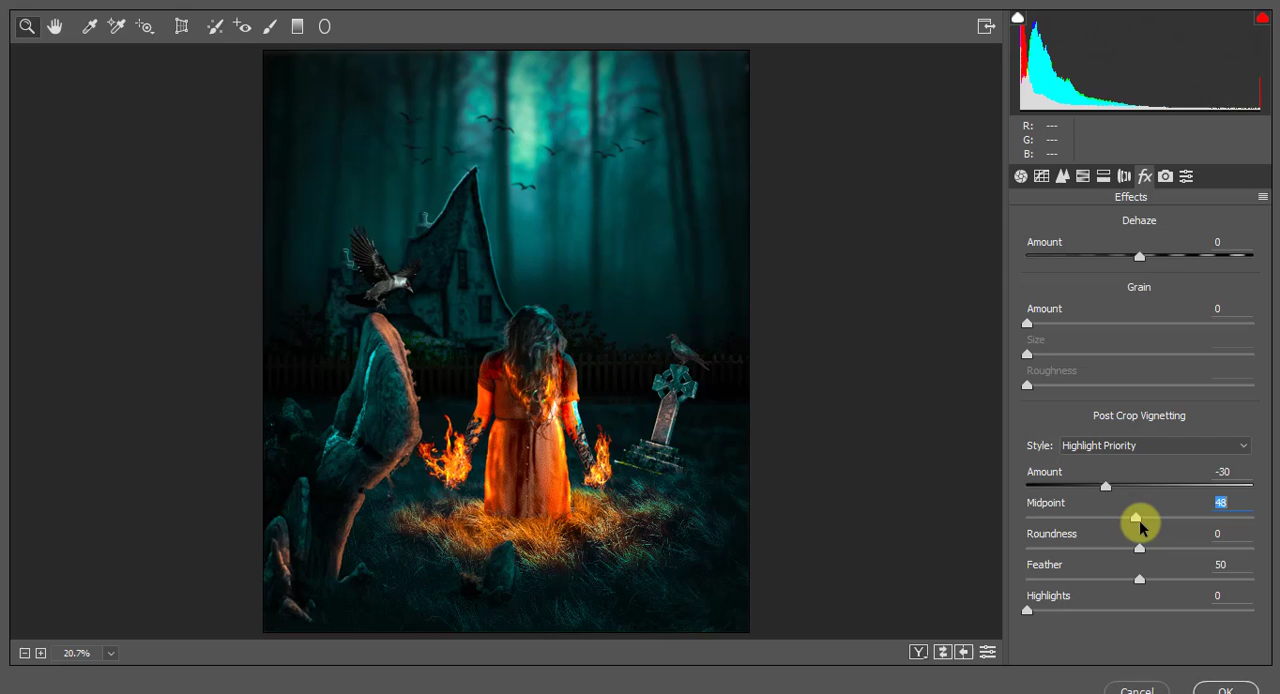 R: ---
G: ---
B: ---
fx
Effects
Dehaze
Amount 0
Grain
Amount 0
Size
Roughness
Post Crop Vignetting
Style: Highlight Priority
Amount -30
Midpoint 48
Roundness 0
Feather 50
Highlights 0
20.7%
Y
Cancel OK